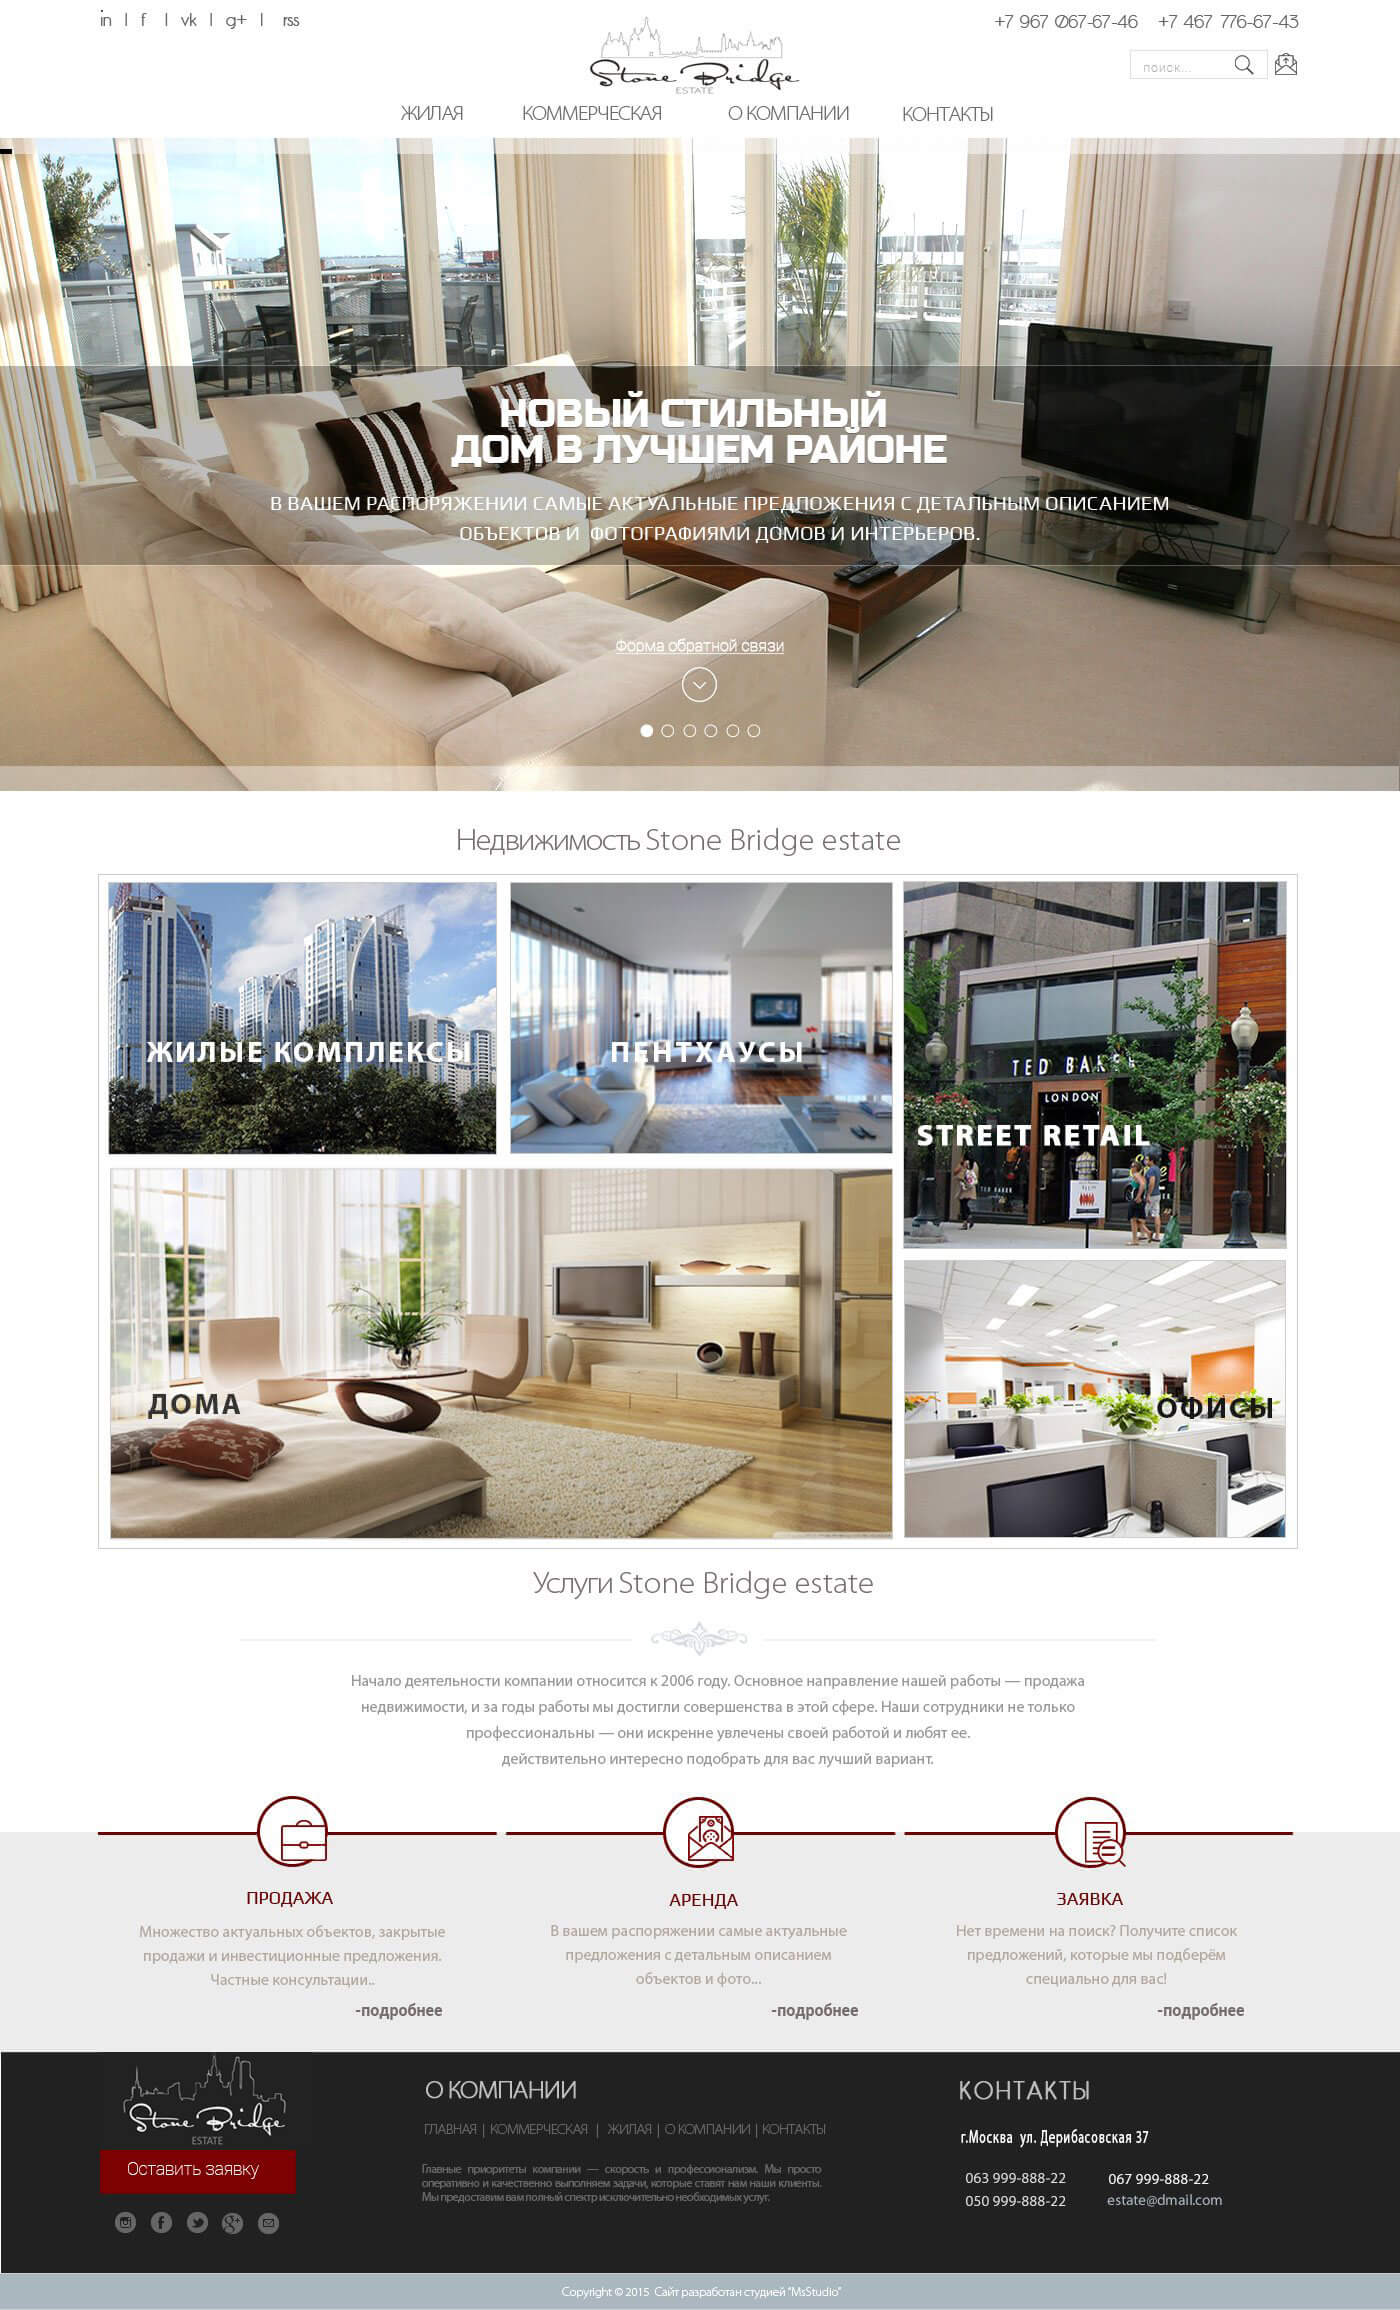 in | f | vk | g+ | rss
+7 967 067-67-46 +7 467 776-67-43
Stone Bridge
ESTATE
поиск...
ЖИЛАЯ КОММЕРЧЕСКАЯ О КОМПАНИИ КОНТАКТЫ
НОВЫЙ СТИЛЬНЫЙ
ДОМ В ЛУЧШЕМ РАЙОНЕ
В ВАШЕМ РАСПОРЯЖЕНИИ САМЫЕ АКТУАЛЬНЫЕ ПРЕДЛОЖЕНИЯ С ДЕТАЛЬНЫМ ОПИСАНИЕМ
ОБЪЕКТОВ И ФОТОГРАФИЯМИ ДОМОВ И ИНТЕРЬЕРОВ.
Форма обратной связи
Недвижимость Stone Bridge estate
ЖИЛЫЕ КОМПЛЕКСЫ
ПЕНТХАУСЫ
TED BAKER
LONDON
STREET RETAIL
TED BAKER
ДОМА
ОФИСЫ
Услуги Stone Bridge estate
Начало деятельности компании относится к 2006 году. Основное направление нашей работы — продажа
недвижимости, и за годы работы мы достигли совершенства в этой сфере. Наши сотрудники не только
профессиональны — они искренне увлечены своей работой и любят ее.
действительно интересно подобрать для вас лучший вариант.
ПРОДАЖА
Множество актуальных объектов, закрытые
продажи и инвестиционные предложения.
Частные консультации..
-подробнее
АРЕНДА
В вашем распоряжении самые актуальные
предложения с детальным описанием
объектов и фото...
-подробнее
ЗАЯВКА
Нет времени на поиск? Получите список
предложений, которые мы подберём
специально для вас!
-подробнее
Stone Bridge
ESTATE
Оставить заявку
О КОМПАНИИ
ГЛАВНАЯ | КОММЕРЧЕСКАЯ | ЖИЛАЯ | О КОМПАНИИ | КОНТАКТЫ
Главные приоритеты компании — скорость и профессионализм. Мы просто
оперативно и качественно выполняем задачи, которые ставят нам наши клиенты.
Мы предоставим вам полный спектр исключительно необходимых услуг.
КОНТАКТЫ
г.Москва ул. Дерибасовская 37
063 999-888-22 067 999-888-22
050 999-888-22 estate@dmail.com
Copyright © 2015 Сайт разработан студией "MsStudio"